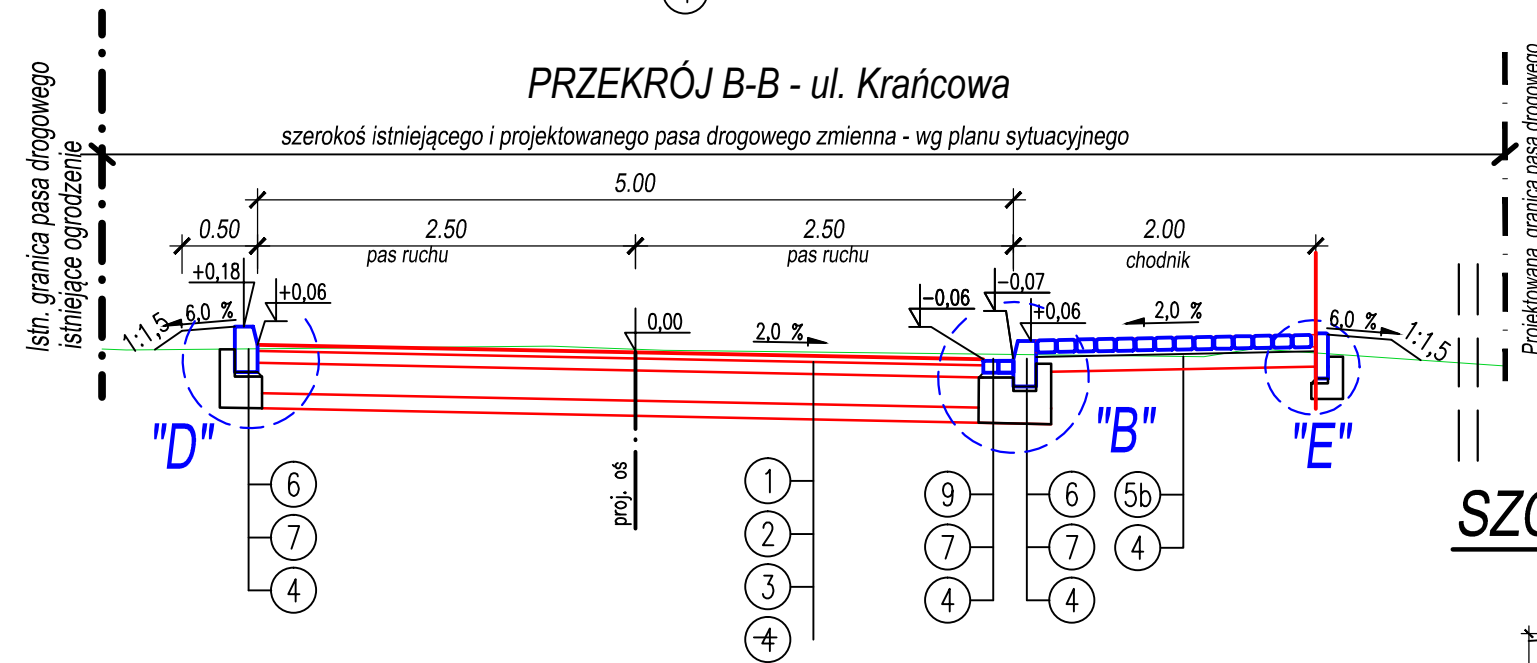 PRZEKRÓJ B-B - ul. Krańcowa
szerokoś istniejącego i projektowanego pasa drogowego zmienna - wg planu sytuacyjnego
Istn. granica pasa drogowego
istniejące ogrodzenie
Projektowana granica pasa drogowego
5.00
0.50
2.50
2.50
2.00
pas ruchu
pas ruchu
chodnik
+0,18
+0,06
0,00
-0,06
-0,07
+0,06
1:1,5
6,0 %
2,0 %
2,0 %
6,0 %
1:1,5
"D"
"B"
"E"
proj. oś
6
7
4
1
2
3
4
9
7
4
6
7
4
5b
4
SZ